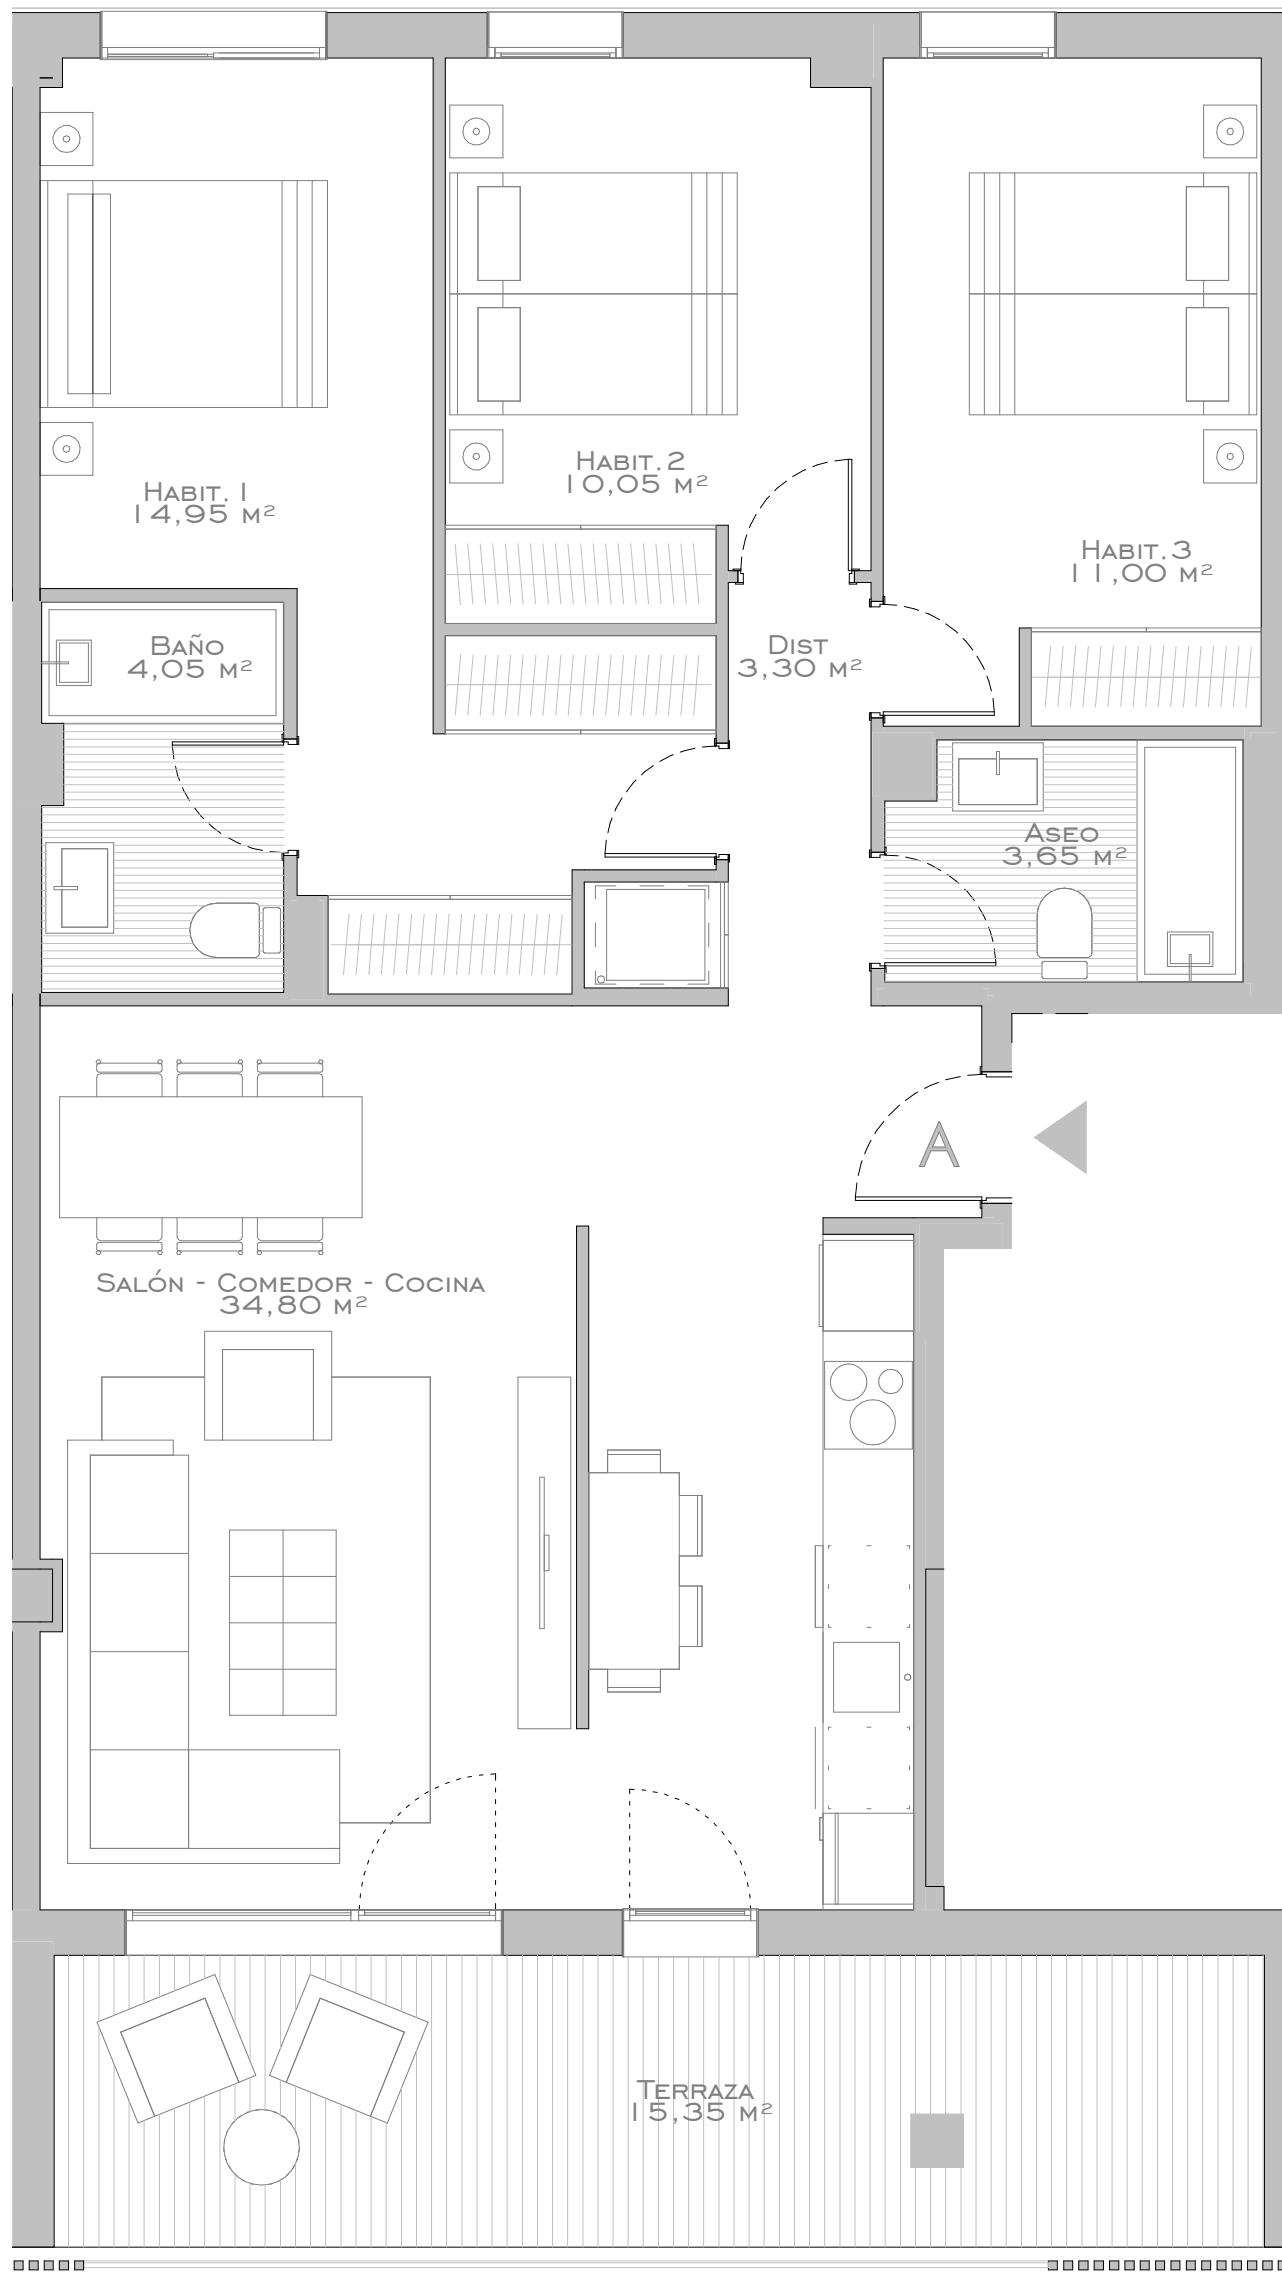 Habit. 2
10,05 m²
Habit. 1
14,95 m²
Habit. 3
11,00 m²
Baño
4,05 m²
Dist
3,30 m²
Aseo
3,65 m²
A
Salón - Comedor - Cocina
34,80 m²
Terraza
15,35 m²